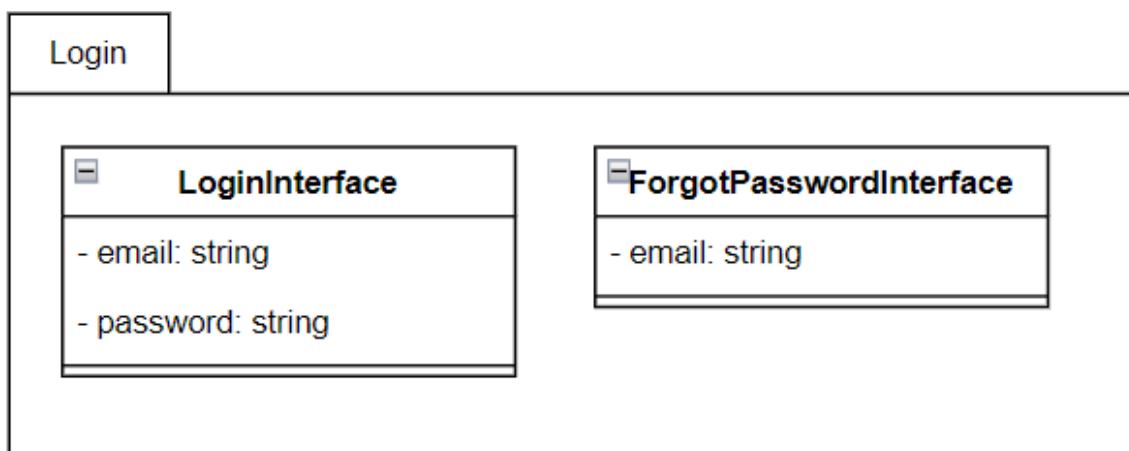 Login
LoginInterface
- email: string
- password: string
ForgotPasswordInterface
- email: string